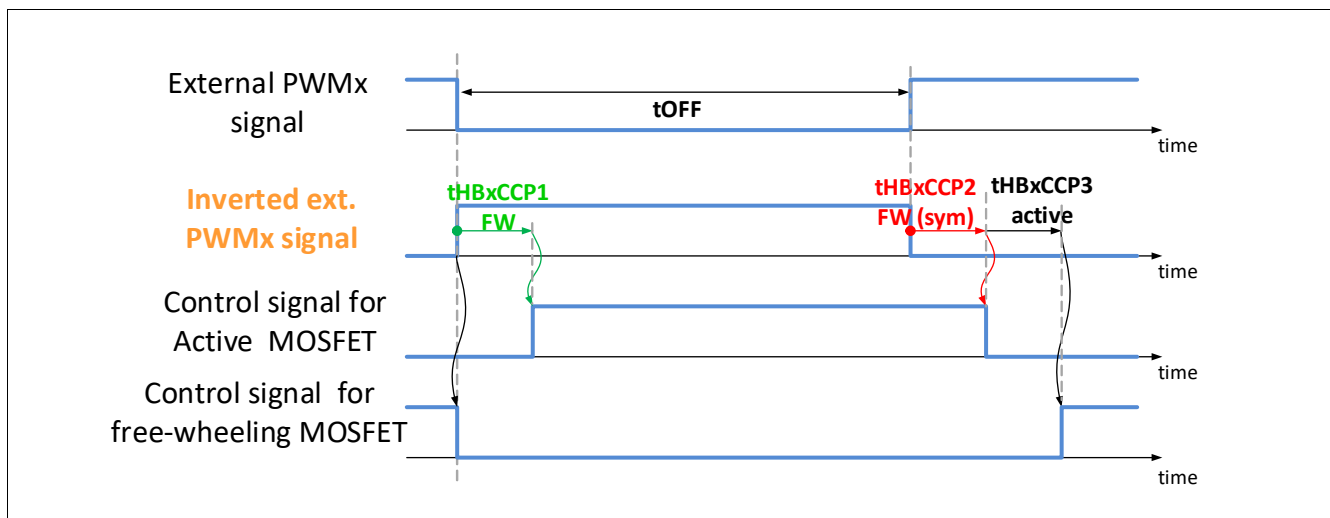 External PWMx
signal
tOFF
time
Inverted ext.
PWMx signal
tHBxCCP1
FW
tHBxCCP2
FW (sym)
tHBxCCP3
active
time
Control signal for
Active MOSFET
time
Control signal for
free-wheeling MOSFET
time